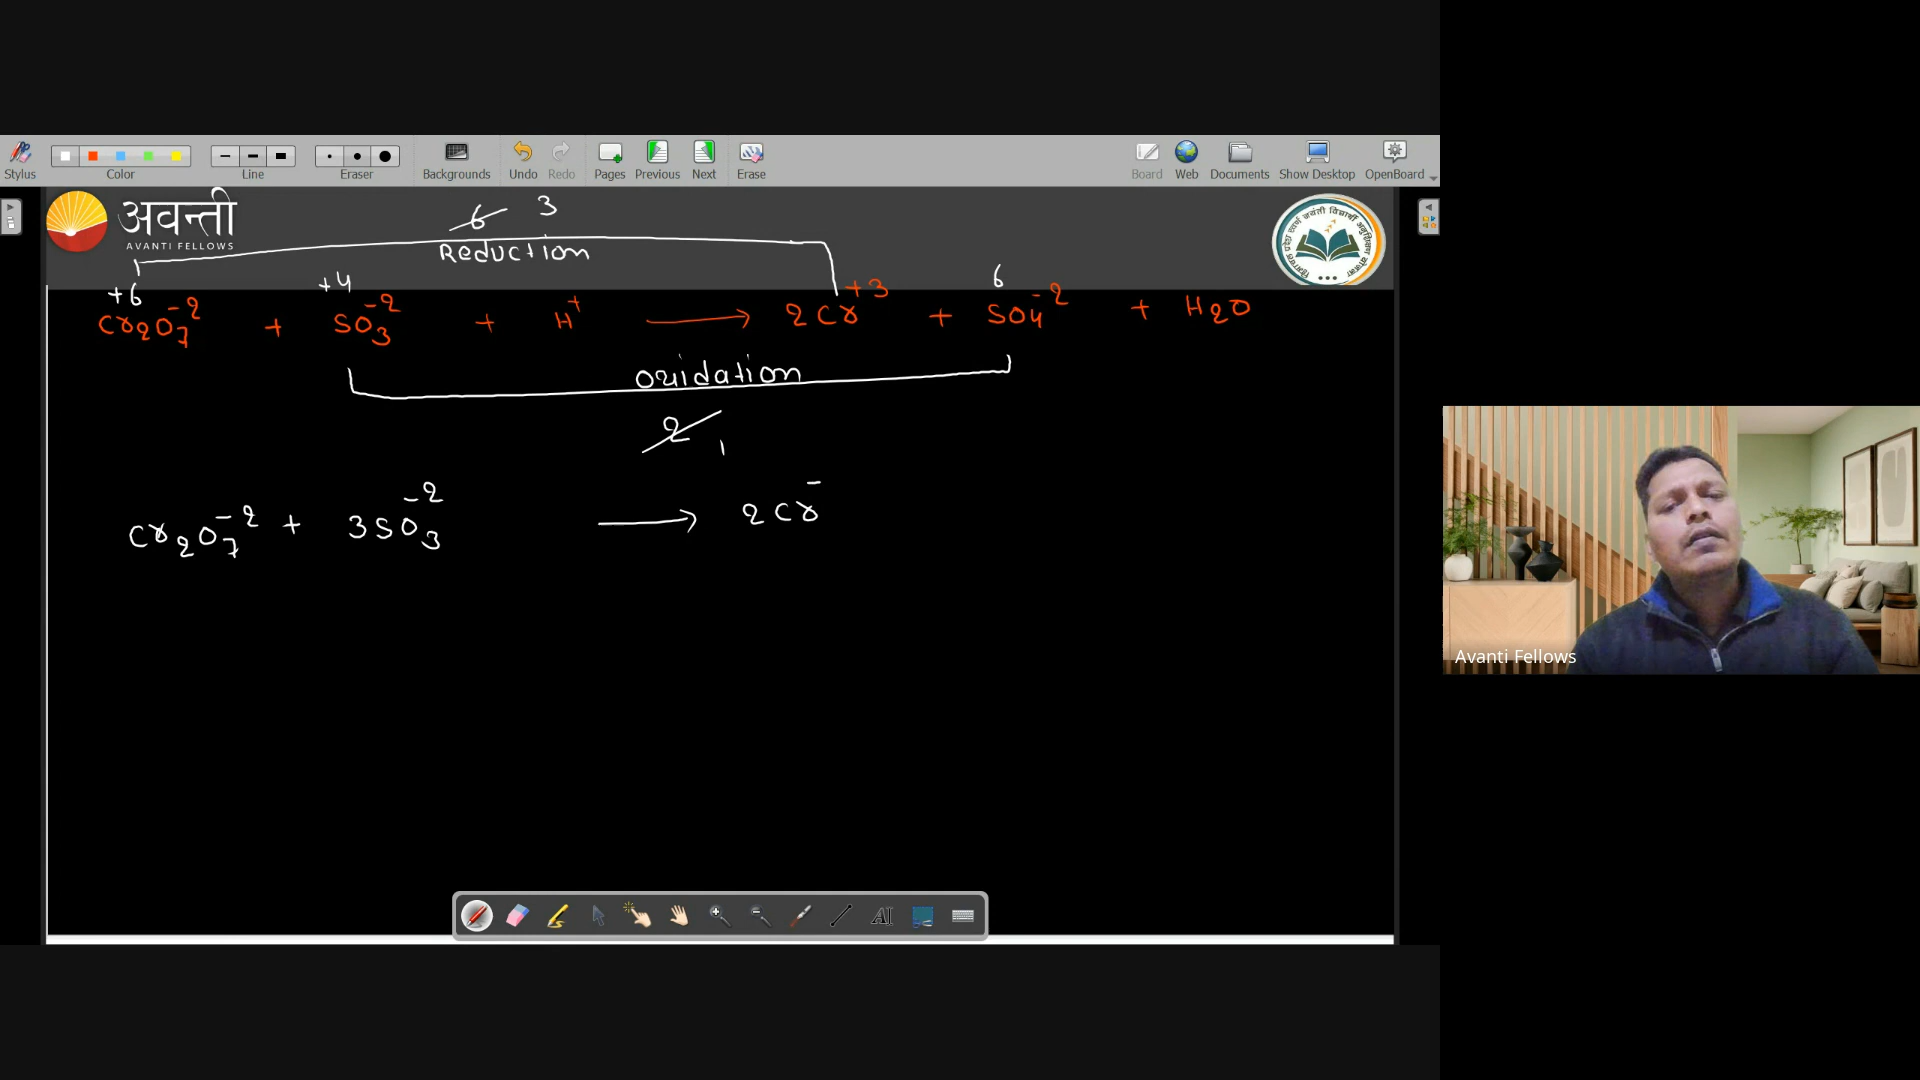 Stylus Color Line Eraser Backgrounds Undo Redo Pages Previous Next Erase Board Web Documents Show Desktop OpenBoard
अवन्ती
AVANTI FELLOWS
6 3
Reduction
+6 +4 6
Cr2O7^-2 + SO3^-2 + H^+ → 2Cr^+3 + SO4^-2 + H2O
oxidation
2 1
Cr2O7^-2 + 3SO3^-2 → 2Cr^-
Avanti Fellows